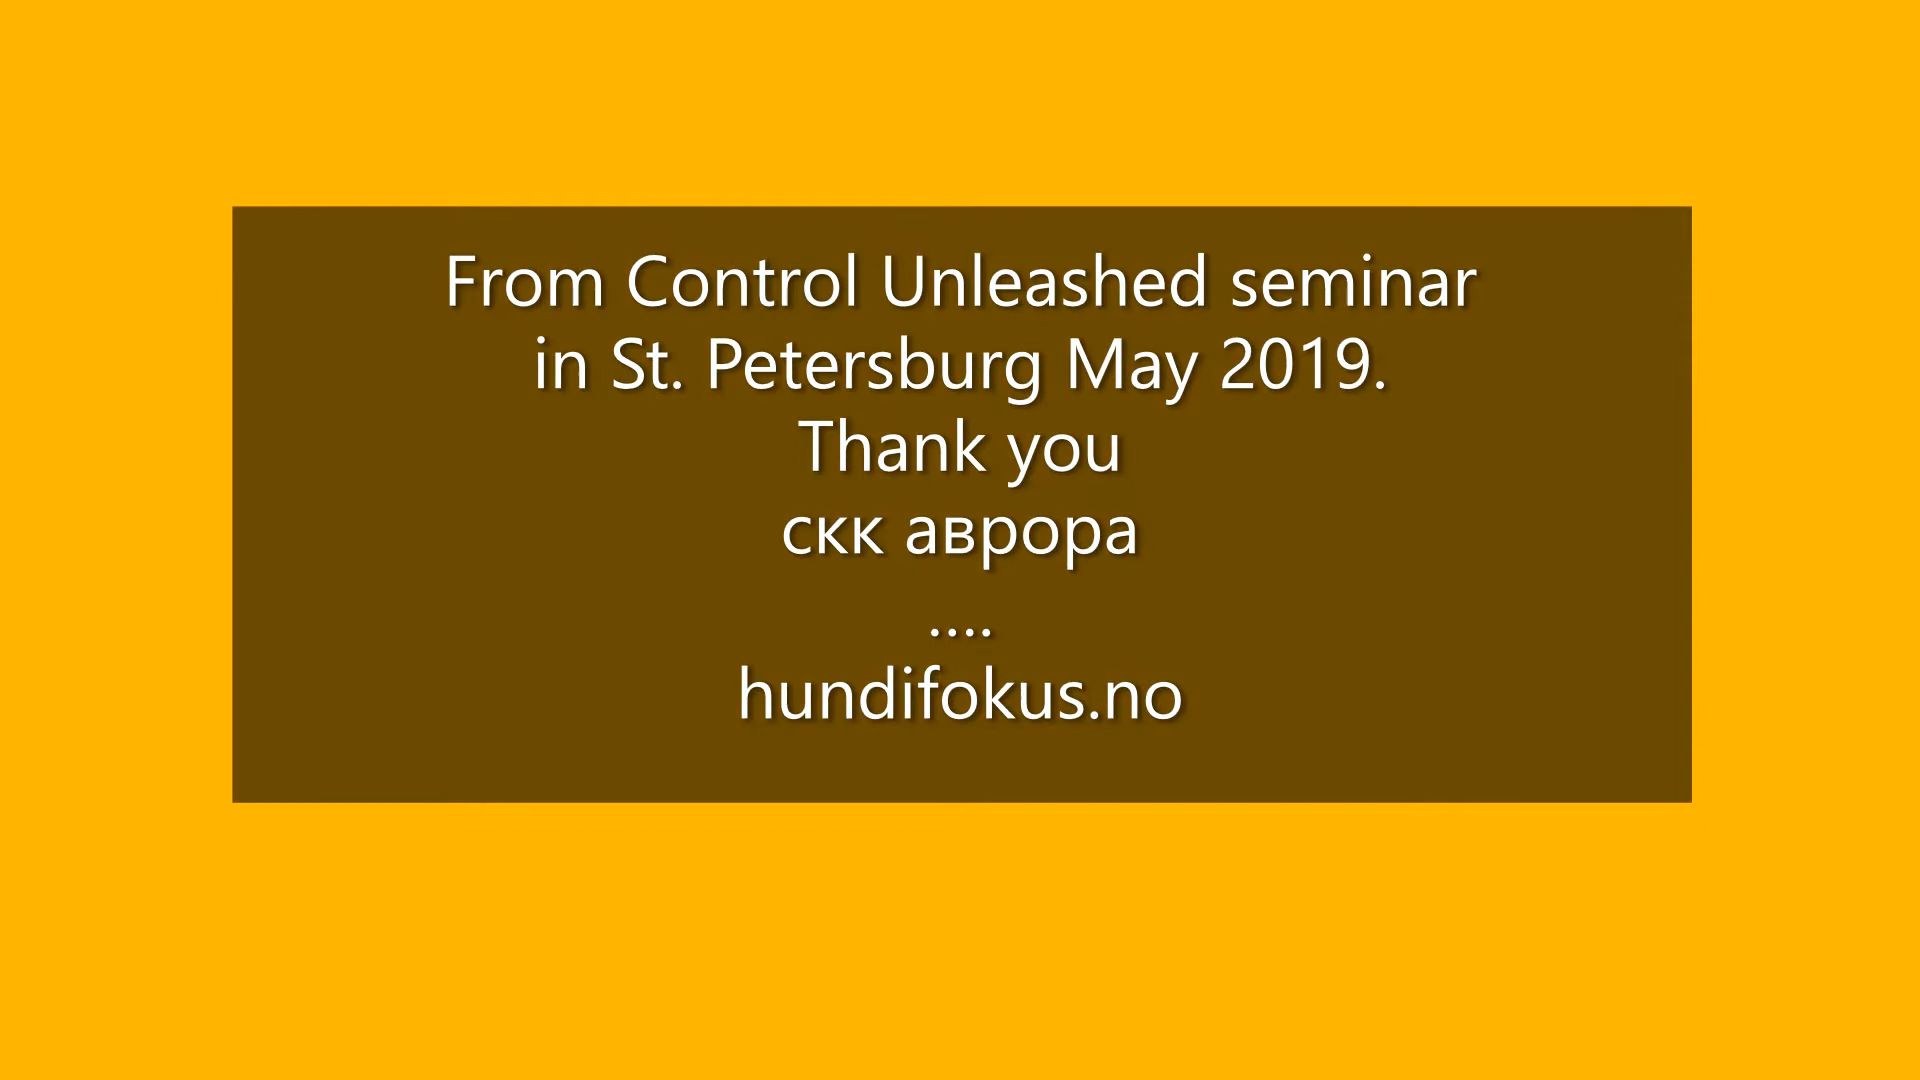 From Control Unleashed seminar
in St. Petersburg May 2019.
Thank you
скк аврора
....
hundifokus.no